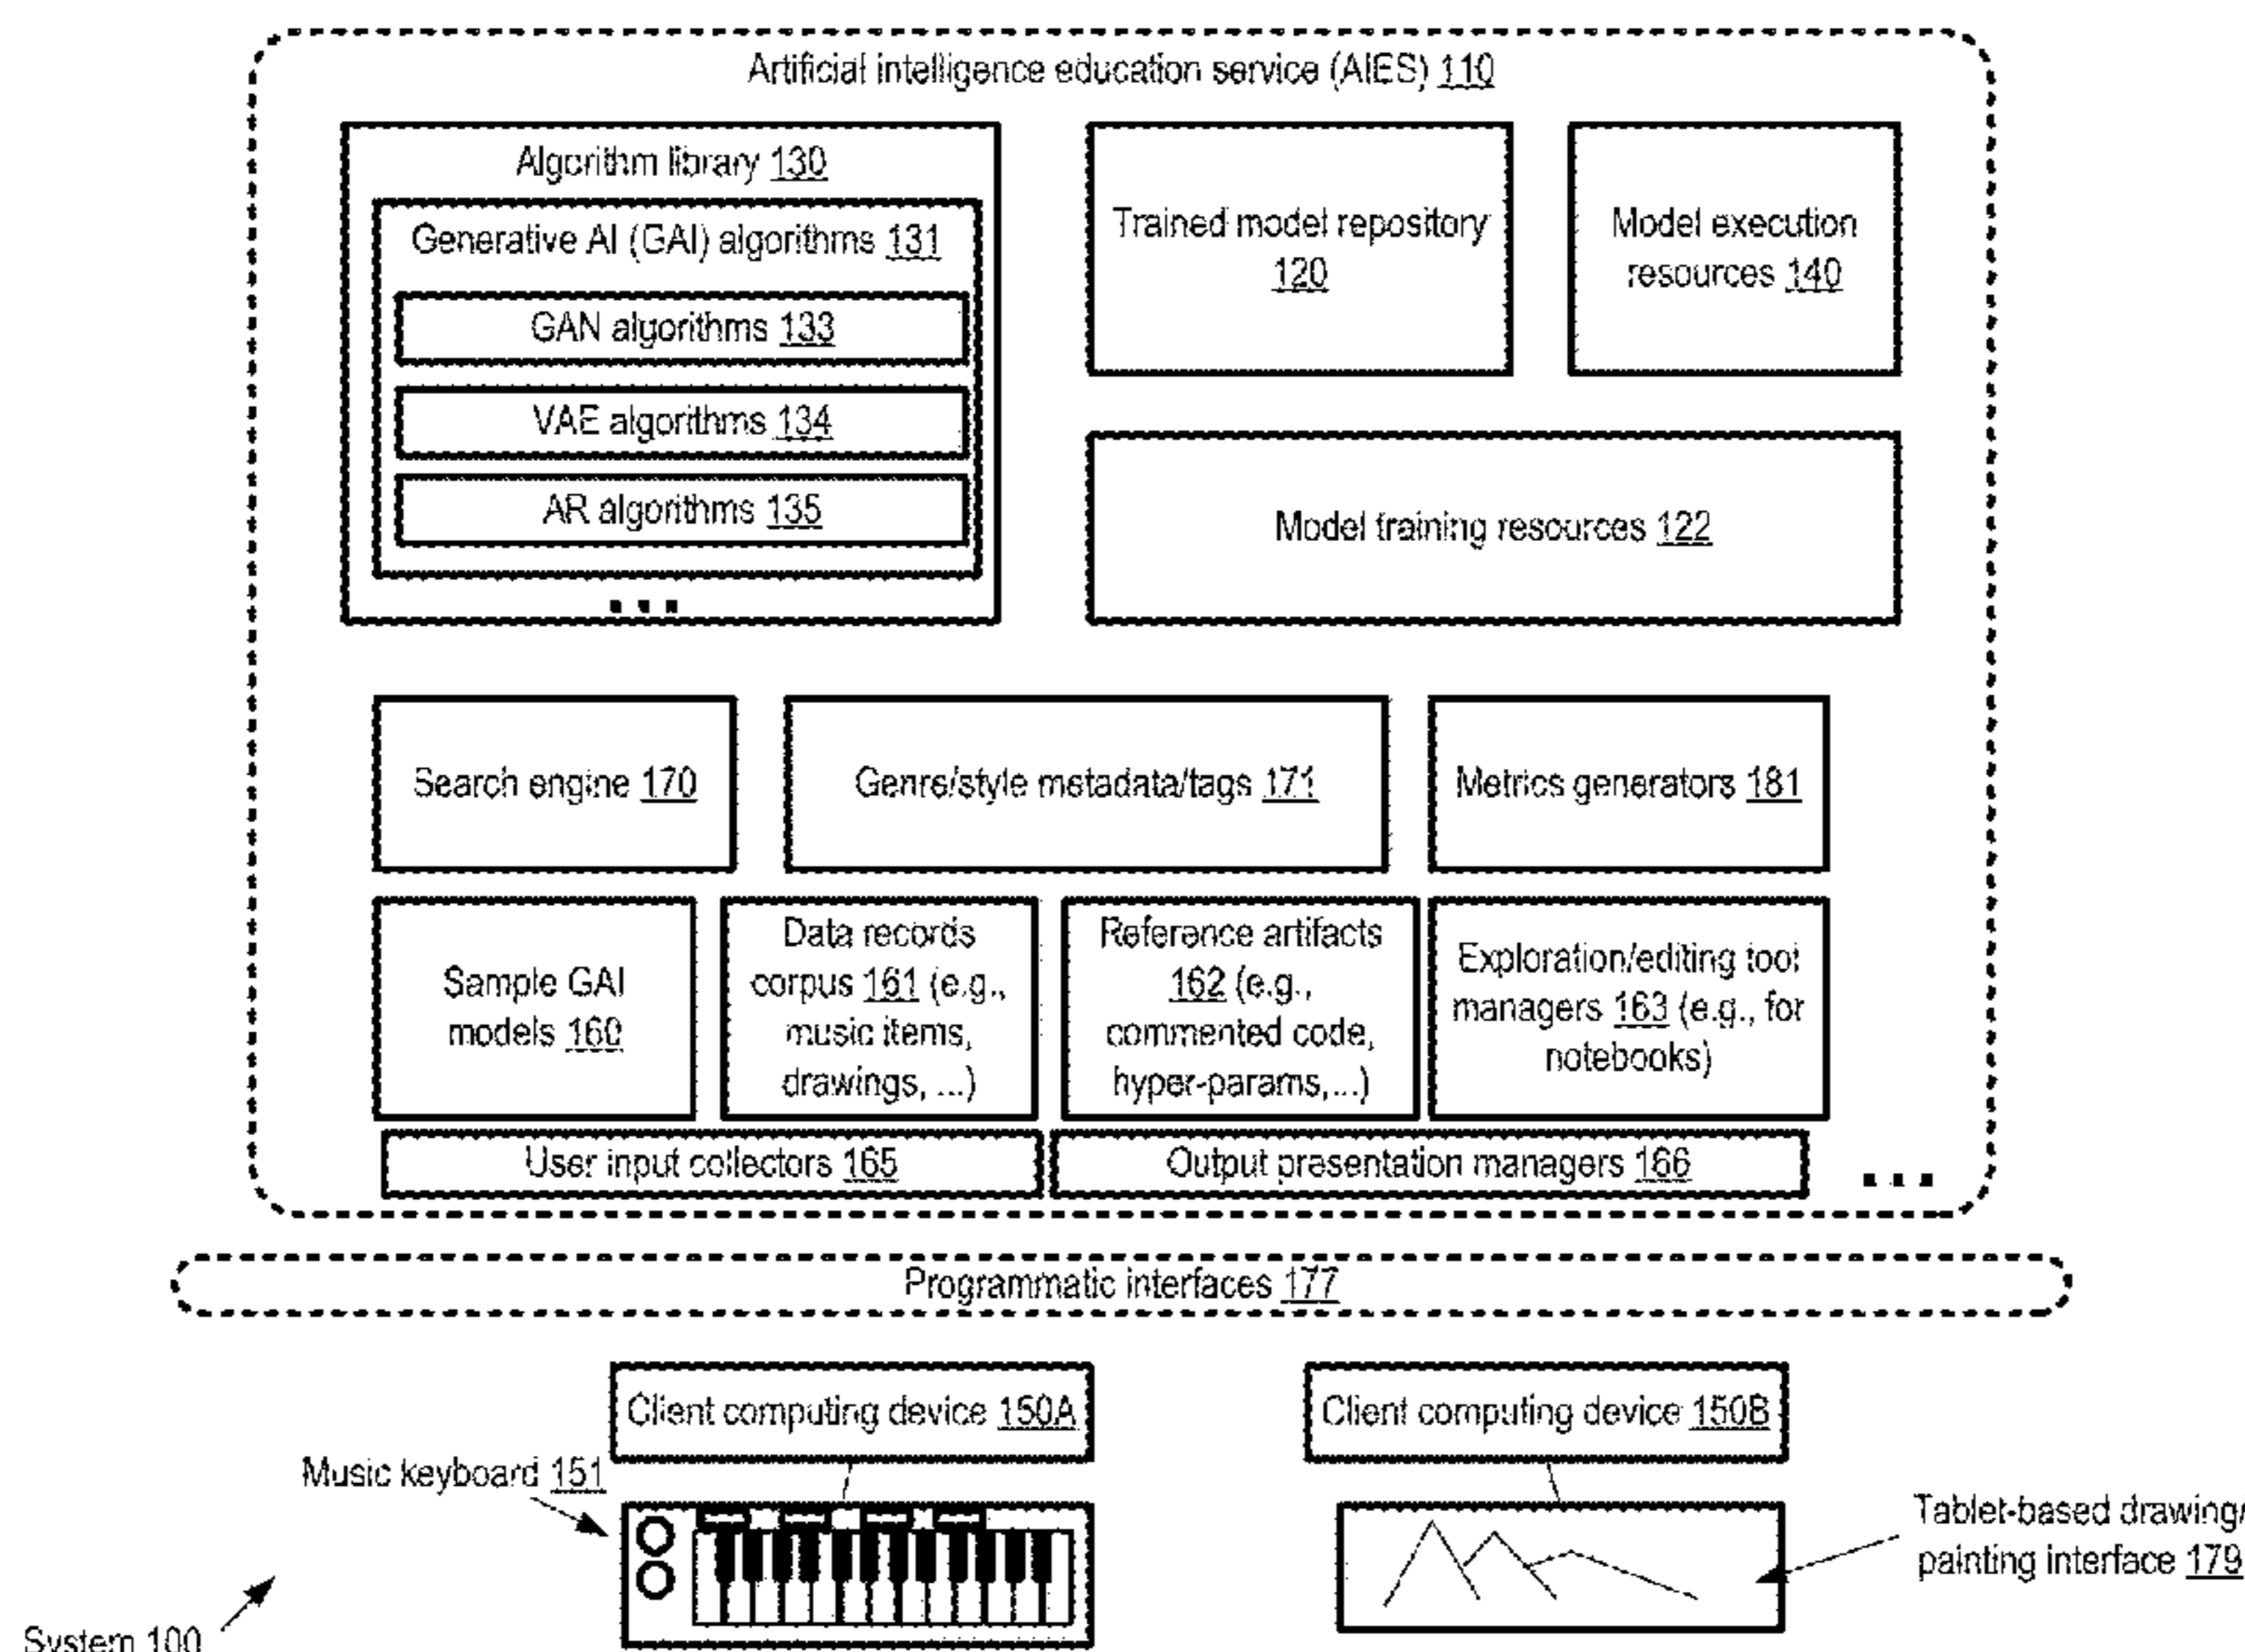 Artificial intelligence education service (AIES) 110
Algorithm library 130
Generative AI (GAI) algorithms 131
GAN algorithms 133
VAE algorithms 134
AR algorithms 135
...
Trained model repository
120
Model execution
resources 140
Model training resources 122
Search engine 170
Genre/style metadata/tags 171
Metrics generators 181
Sample GAI
models 160
Data records
corpus 161 (e.g.,
music items,
drawings, ...)
Reference artifacts
162 (e.g.,
commented code,
hyper-params,...)
Exploration/editing tool
managers 163 (e.g., for
notebooks)
User input collectors 165
Output presentation managers 166
...
Programmatic interfaces 177
Client computing device 150A
Client computing device 150B
Music keyboard 151
Tablet-based drawing/
painting interface 179
System 100